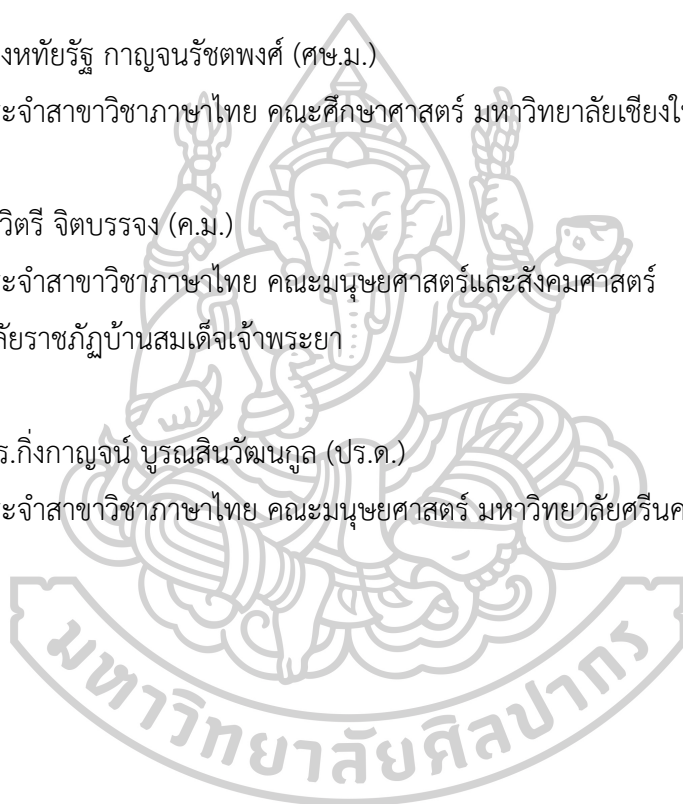 งหทัยรัฐ กาญจนรัชตพงศ์ (ศษ.ม.)
ะจำสาขาวิชาภาษาไทย คณะศึกษาศาสตร์ มหาวิทยาลัยเชียงให
วิตรี จิตบรรจง (ค.ม.)
ะจำสาขาวิชาภาษาไทย คณะมนุษยศาสตร์และสังคมศาสตร์
ลัยราชภัฏบ้านสมเด็จเจ้าพระยา
ร.กิ่งกาญจน์ บูรณสินวัฒนกูล (ปร.ด.)
ะจำสาขาวิชาภาษาไทย คณะมนุษยศาสตร์ มหาวิทยาลัยศรีนค
มหาวิทยาลัยศิลปากร